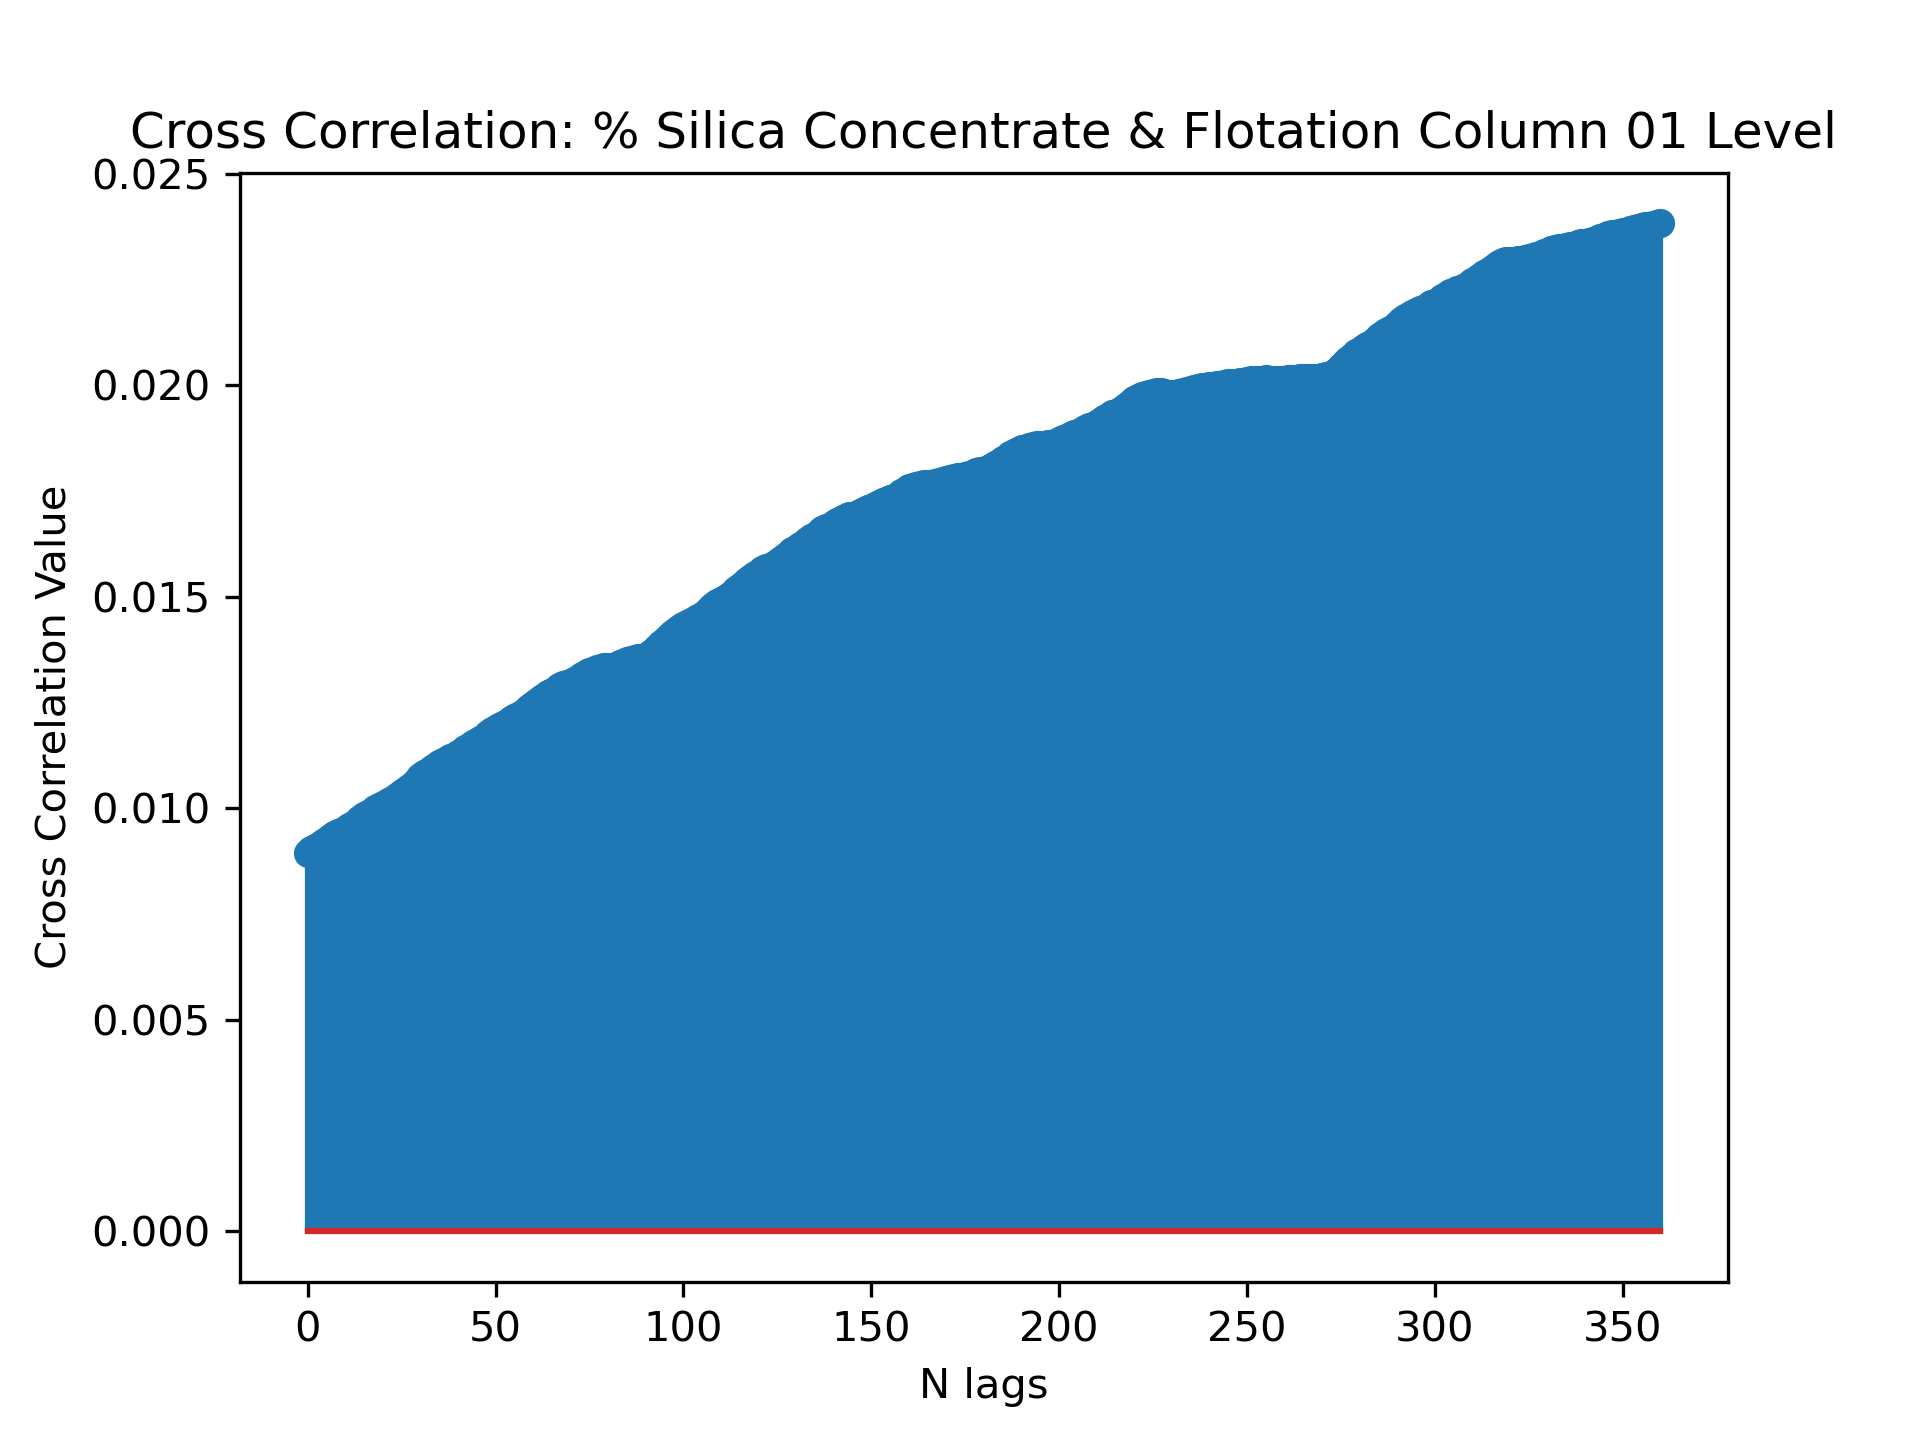 Cross Correlation: % Silica Concentrate & Flotation Column 01 Level
0.025
0.020
0.015
0.010
0.005
0.000
Cross Correlation Value
0 50 100 150 200 250 300 350
N lags